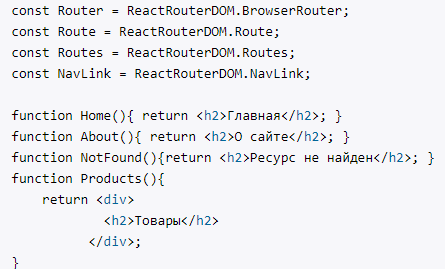 const Router = ReactRouterDOM.BrowserRouter;
const Route = ReactRouterDOM.Route;
const Routes = ReactRouterDOM.Routes;
const NavLink = ReactRouterDOM.NavLink;

function Home(){ return <h2>Главная</h2>; }
function About(){ return <h2>О сайте</h2>; }
function NotFound(){return <h2>Ресурс не найден</h2>; }
function Products(){
    return <div>
            <h2>Товары</h2>
          </div>;
}